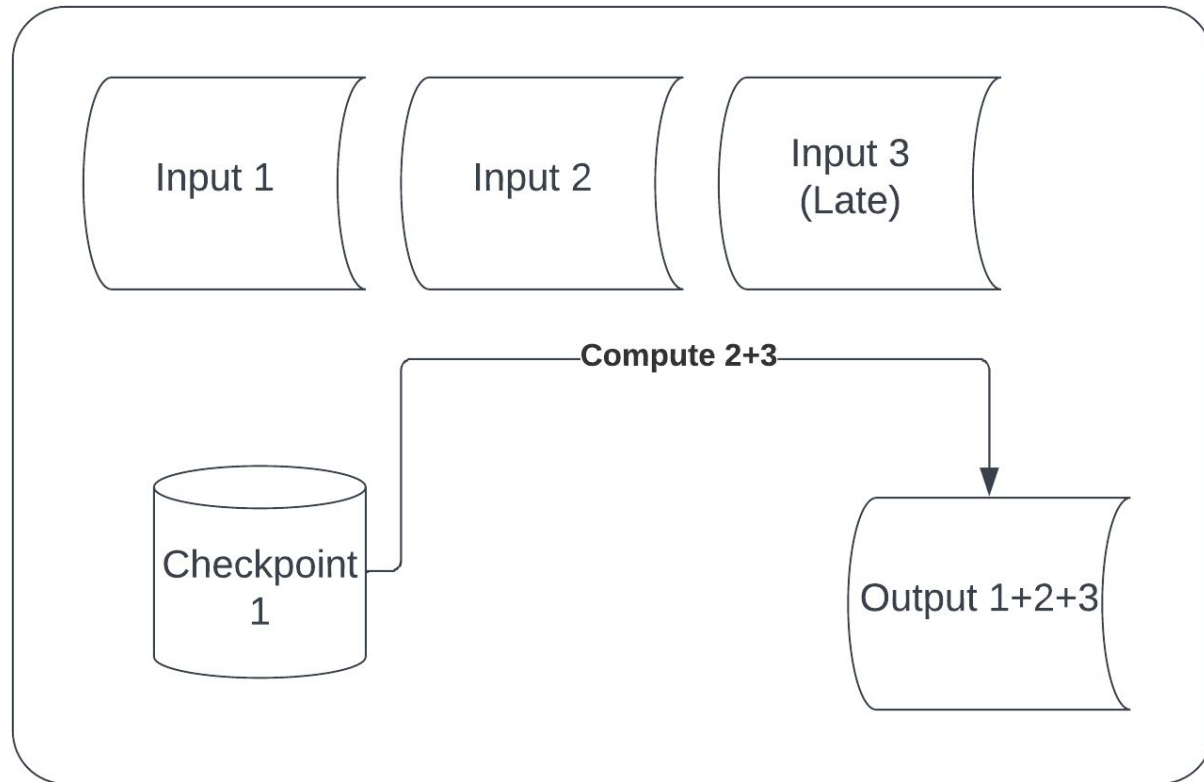 Input 1
Input 2
Input 3
(Late)
Compute 2+3
Checkpoint
1
Output 1+2+3